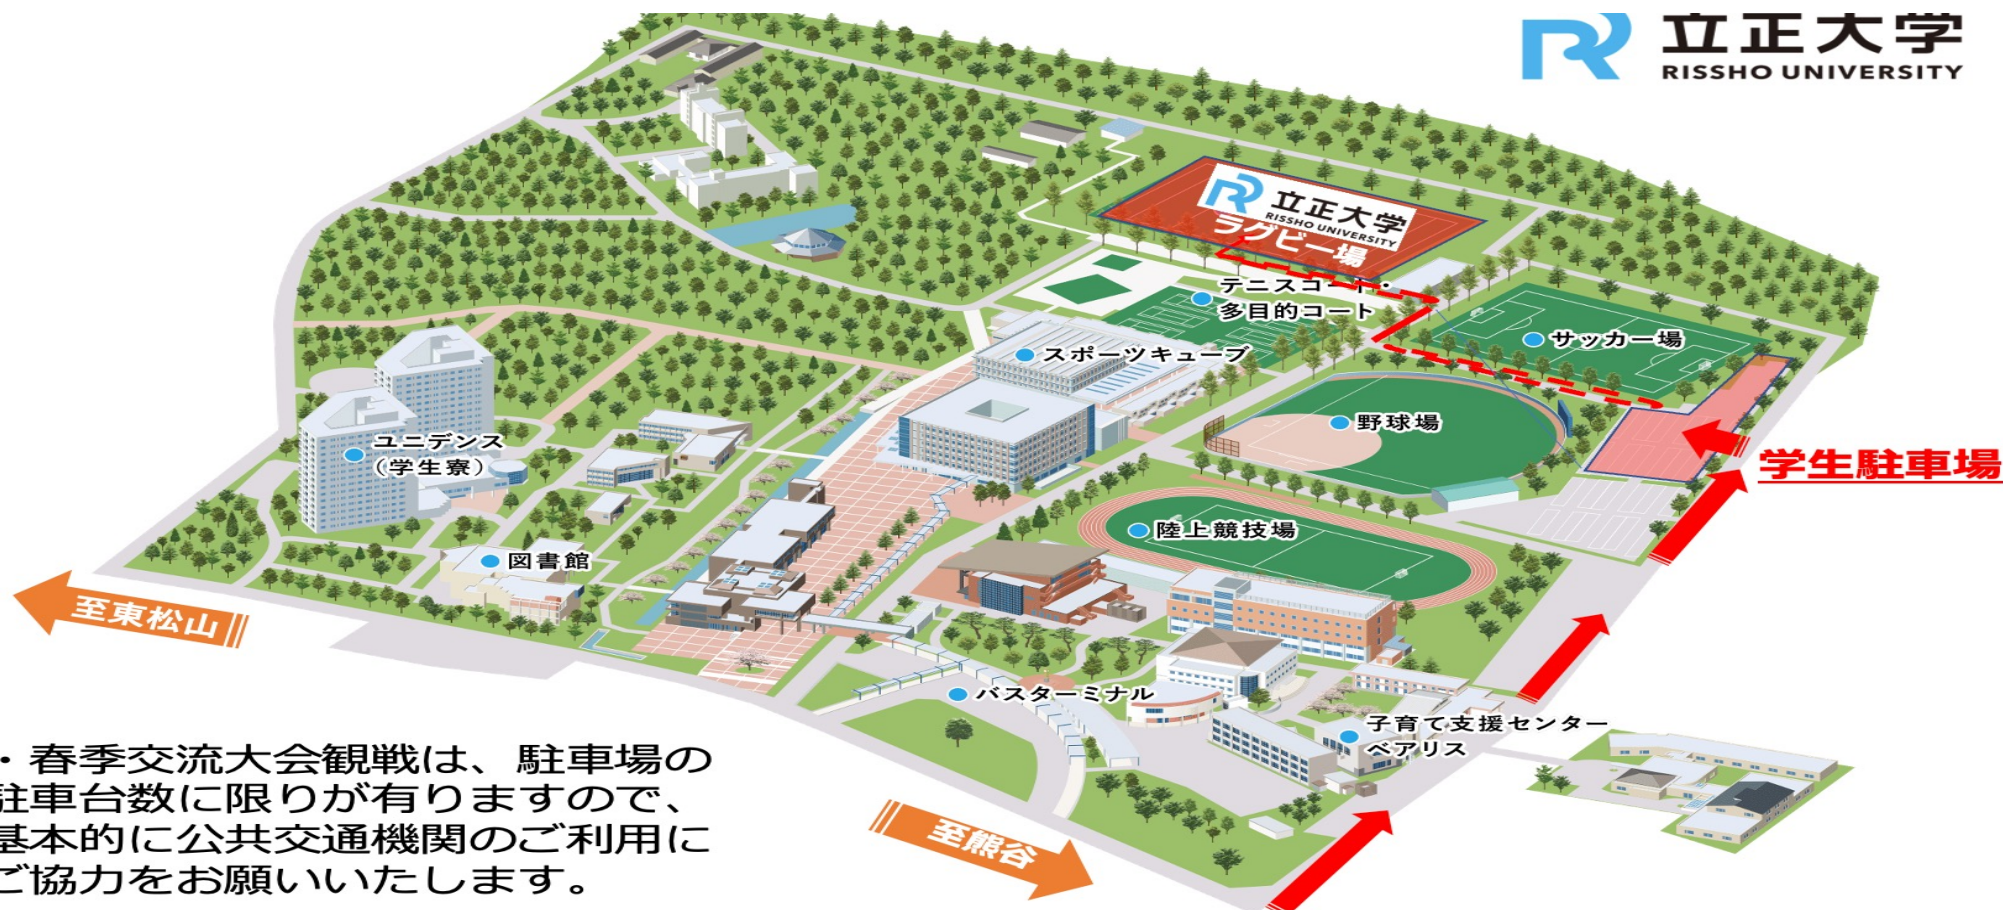 立正大学
RISSHO UNIVERSITY
立正大学
RISSHO UNIVERSITY
ラグビー場
テニスコート・
多目的コート
サッカー場
スポーツキューブ
野球場
学生駐車場
ユニデンス
（学生寮）
陸上競技場
図書館
至東松山
バスターミナル
子育て支援センター
ベアリス
至熊谷
・春季交流大会観戦は、駐車場の
駐車台数に限りが有りますので、
基本的に公共交通機関のご利用に
ご協力をお願いいたします。